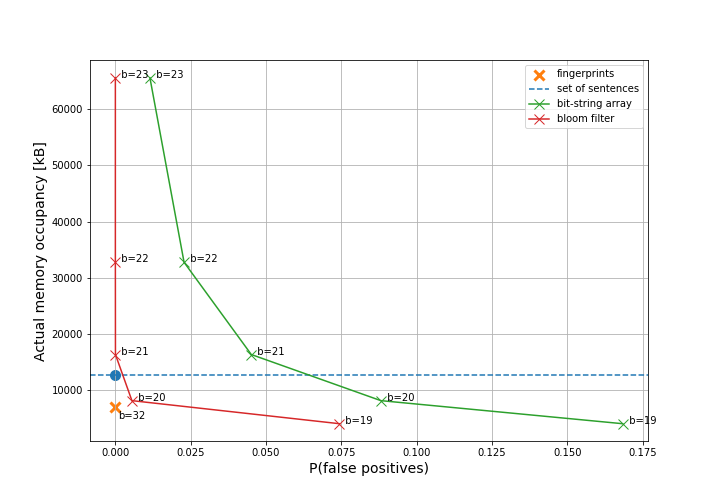 fingerprints
set of sentences
bit-string array
bloom filter
Actual memory occupancy [kB]
60000
50000
40000
30000
20000
10000
b=23
b=23
b=22
b=22
b=21
b=21
b=20
b=20
b=32
b=19
b=19
0.000
0.025
0.050
0.075
0.100
0.125
0.150
0.175
P(false positives)